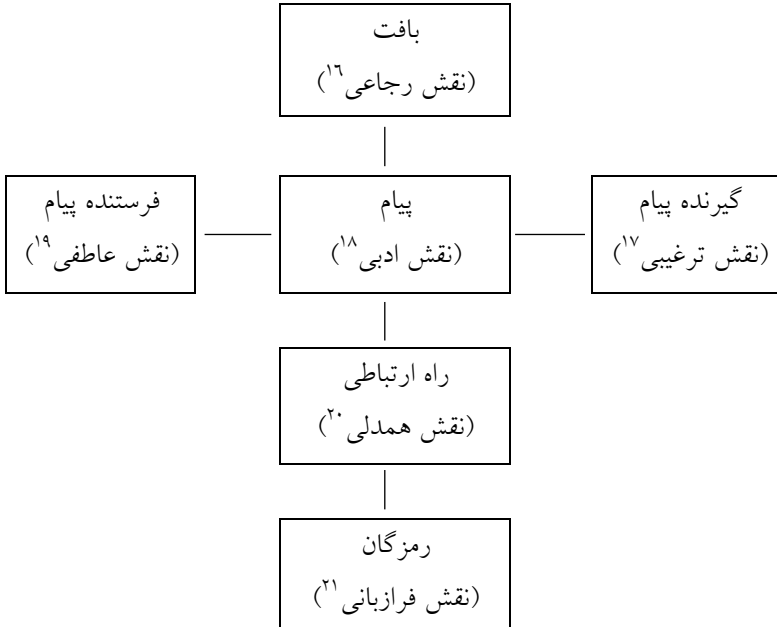 بافت
(نقش رجاعی۱۶)
گیرنده پیام
(نقش ترغیبی۱۷)
پیام
(نقش ادبی۱۸)
فرستنده پیام
(نقش عاطفی۱۹)
راه ارتباطی
(نقش همدلی۲۰)
رمزگان
(نقش فرازبانی۲۱)